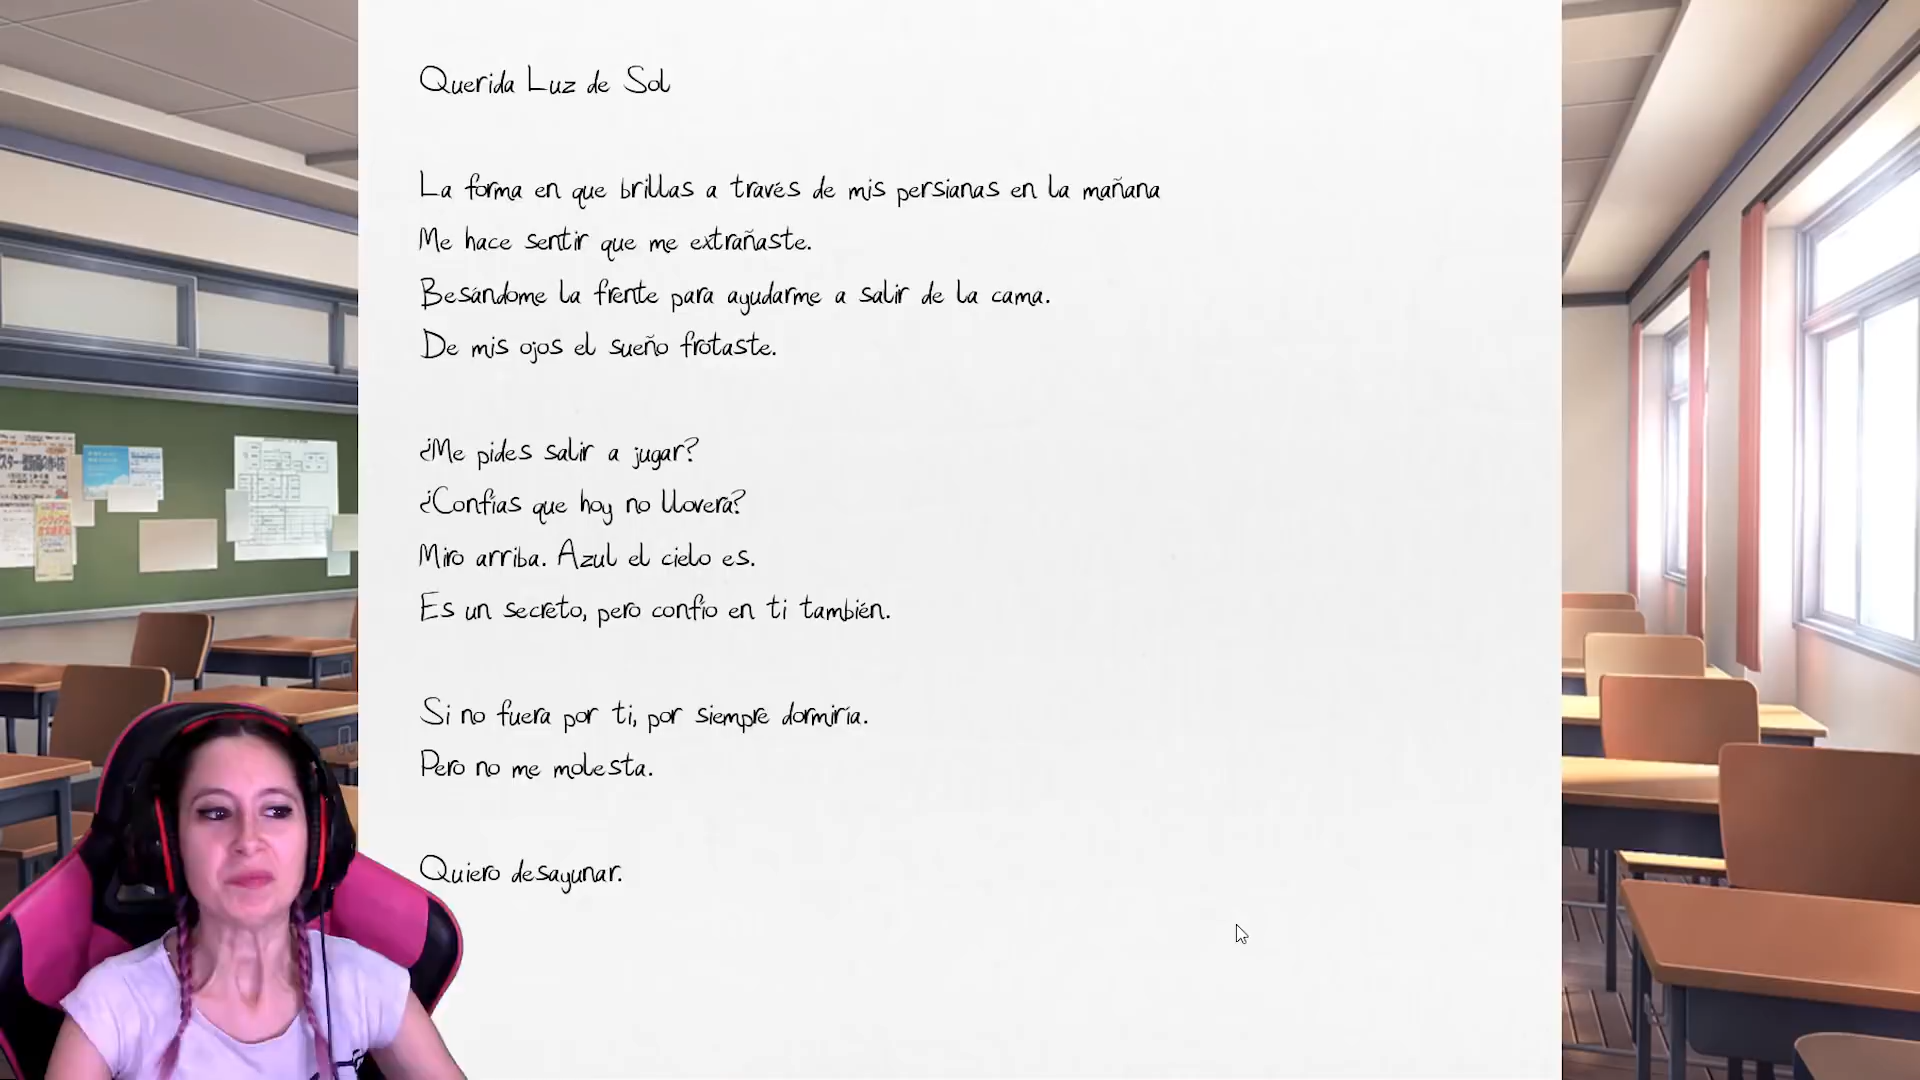 Querida Luz de Sol
La forma en que brillas a través de mis persianas en la mañana
Me hace sentir que me extrañaste.
Besándome la frente para ayudarme a salir de la cama.
De mis ojos el sueño frotaste.
¿Me pides salir a jugar?
¿Confías que hoy no lloverá?
Miro arriba. Azul el cielo es.
Es un secreto, pero confío en ti también.
Si no fuera por ti, por siempre dormiría.
Pero no me molesta.
Quiero desayunar.